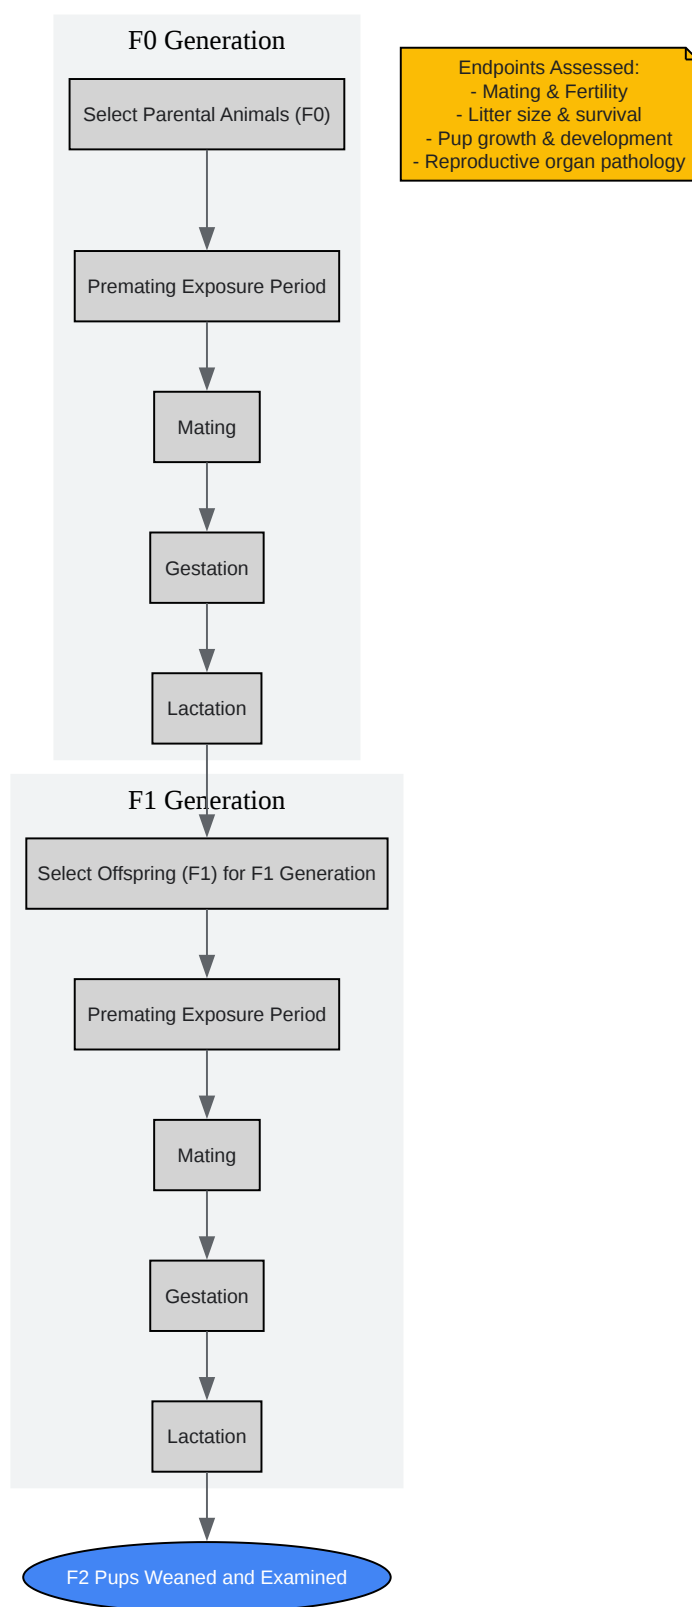 F0 Generation
Select Parental Animals (F0)
Premating Exposure Period
Mating
Gestation
Lactation
F1 Generation
Select Offspring (F1) for F1 Generation
Premating Exposure Period
Mating
Gestation
Lactation
F2 Pups Weaned and Examined
Endpoints Assessed:
- Mating & Fertility
- Litter size & survival
- Pup growth & development
- Reproductive organ pathology